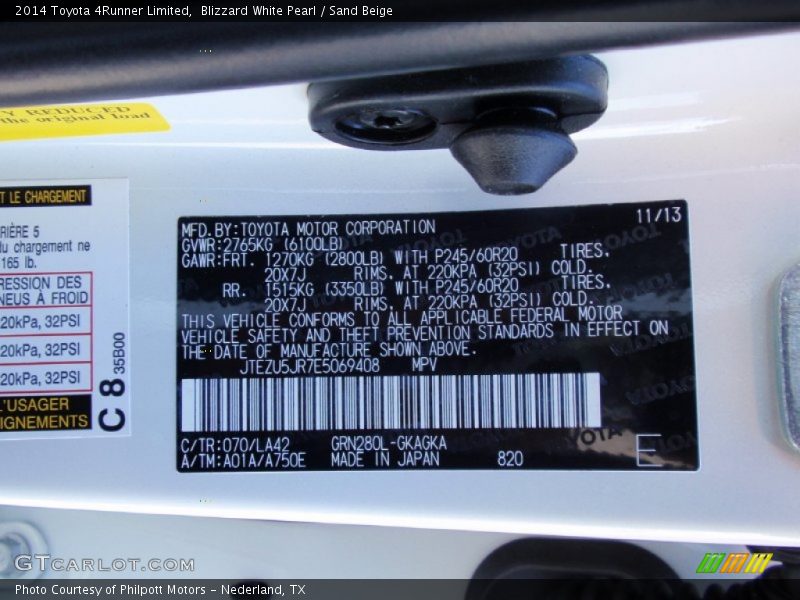 2014 Toyota 4Runner Limited, Blizzard White Pearl / Sand Beige
Y REDUCED
the original load
T LE CHARGEMENT
RIÈRE 5
du chargement ne
165 lb.
RESSION DES
NEUS À FROID
20kPa, 32PSI
20kPa, 32PSI
20kPa, 32PSI
L'USAGER
IGNEMENTS
C 8 35B00
11/13
MFD.BY:TOYOTA MOTOR CORPORATION
GVWR:2765KG (6100LB)
GAWR:FRT. 1270KG (2800LB) WITH P245/60R20 TIRES.
20X7J RIMS. AT 220KPA (32PSI) COLD.
RR. 1515KG (3350LB) WITH P245/60R20 TIRES.
20X7J RIMS. AT 220KPA (32PSI) COLD.
THIS VEHICLE CONFORMS TO ALL APPLICABLE FEDERAL MOTOR
VEHICLE SAFETY AND THEFT PREVENTION STANDARDS IN EFFECT ON
THE DATE OF MANUFACTURE SHOWN ABOVE.
JTEZU5JR7E5069408 MPV
C/TR:070/LA42 GRN280L-GKAGKA
A/TM:A01A/A750E MADE IN JAPAN 820 E
GTCARLOT.COM
Photo Courtesy of Philpott Motors - Nederland, TX